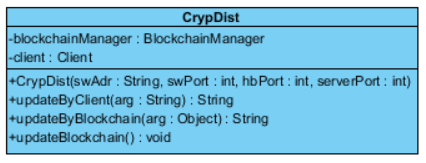 CrypDist
-blockchainManager : BlockchainManager
-client : Client
+CrypDist(swAdr : String, swPort : int, hbPort : int, serverPort : int)
+updateByClient(arg : String) : String
+updateByBlockchain(arg : Object) : String
+updateBlockchain() : void